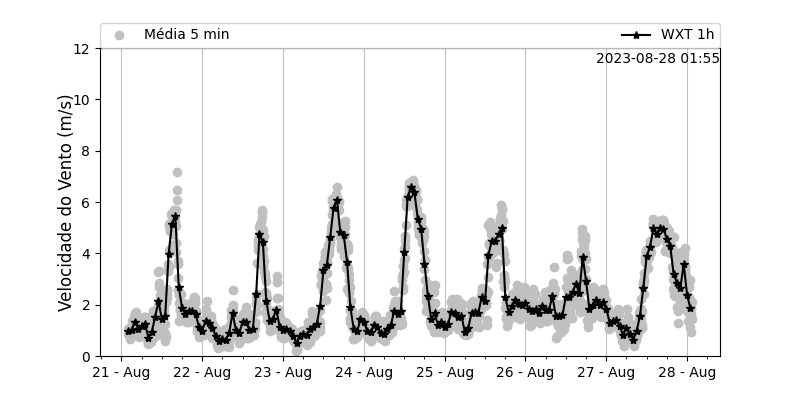 Média 5 min
WXT 1h
2023-08-28 01:55
Velocidade do Vento (m/s)
12
10
8
6
4
2
0
21 - Aug 22 - Aug 23 - Aug 24 - Aug 25 - Aug 26 - Aug 27 - Aug 28 - Aug